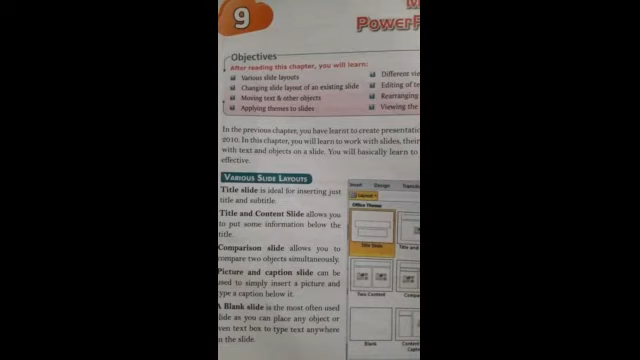 9
M
POWERP
Objectives
After reading this chapter, you will learn:
Various slide layouts
Changing slide layout of an existing slide
Moving text & other objects
Applying themes to slides
Different vie
Editing of te
Rearranging
Viewing the
In the previous chapter, you have learnt to create presentatio
2010. In this chapter, you will learn to work with slides, their
with text and objects on a slide. You will basically learn to
effective.
VARIOUS SLIDE LAYOUTS
Title slide is ideal for inserting just
title and subtitle.
Title and Content Slide allows you
to put some information below the
title.
Comparison slide allows you to
compare two objects simultaneously.
Picture and caption slide can be
used to simply insert a picture and
type a caption below it.
A Blank slide is the most often used
slide as you can place any object or
even text box to type text anywhere
n the slide.
Insert Design Transiti
Layout
Office Theme
Title Slide
Title and
Two Content
Compa
Blank
Content
Capt